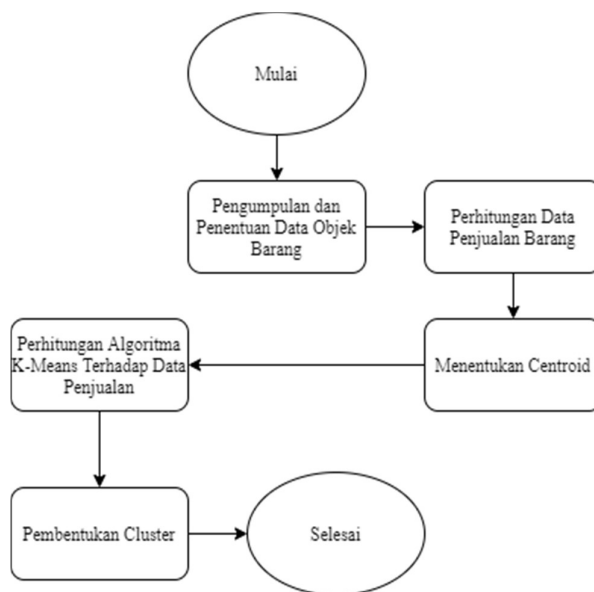 Mulai
Pengumpulan dan
Penentuan Data Objek
Barang
Perhitungan Data
Penjualan Barang
Menentukan Centroid
Perhitungan Algoritma
K-Means Terhadap Data
Penjualan
Pembentukan Cluster
Selesai